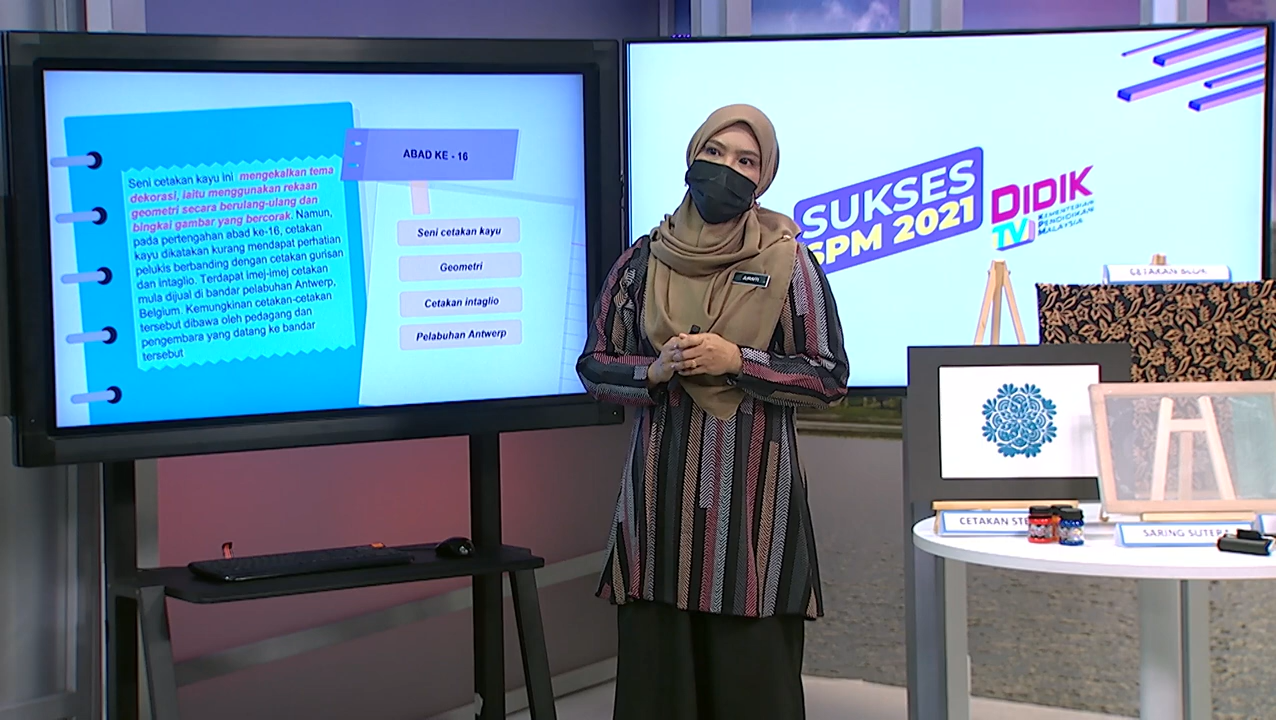 ABAD KE - 16
Seni cetakan kayu ini mengekalkan tema
dekorasi, iaitu menggunakan rekaan
geometri secara berulang-ulang dan
bingkai gambar yang bercorak. Namun,
pada pertengahan abad ke-16, cetakan
kayu dikatakan kurang mendapat perhatian
pelukis berbanding dengan cetakan gurisan
dan intaglio. Terdapat imej-imej cetakan
mula dijual di bandar pelabuhan Antwerp,
Belgium. Kemungkinan cetakan-cetakan
tersebut dibawa oleh pedagang dan
pengembara yang datang ke bandar
tersebut
Seni cetakan kayu
Geometri
Cetakan intaglio
Pelabuhan Antwerp
SUKSES
SPM 2021
DIDIK
TV
KEMENTERIAN
PENDIDIKAN
MALAYSIA
CETAKAN BLOK
CETAKAN STE
SARING SUTERA